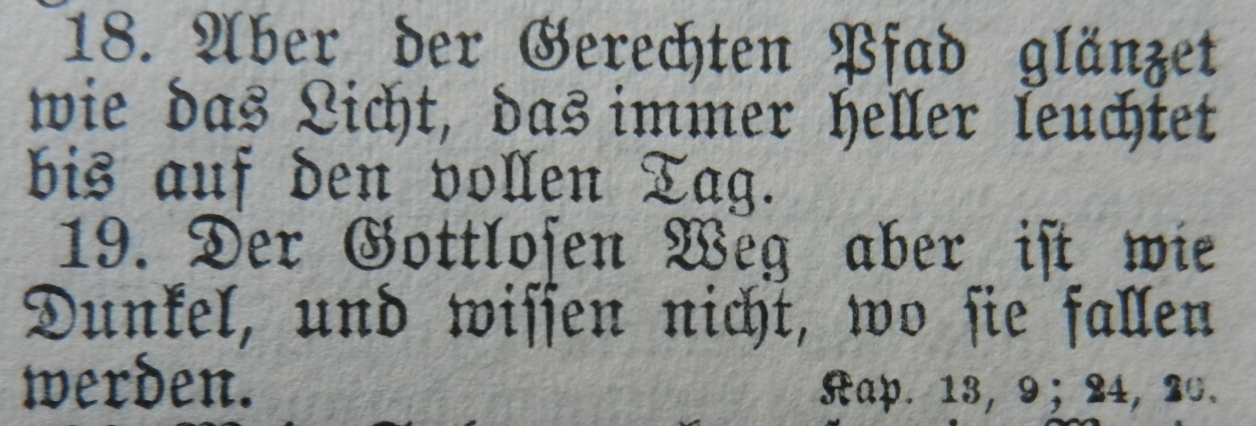 18. Aber der Gerechten Pfad glänzet
wie das Licht, das immer heller leuchtet
bis auf den vollen Tag.
19. Der Gottlosen Weg aber ist wie
Dunkel, und wissen nicht, wo sie fallen
werden. Kap. 13, 9; 24, 20.